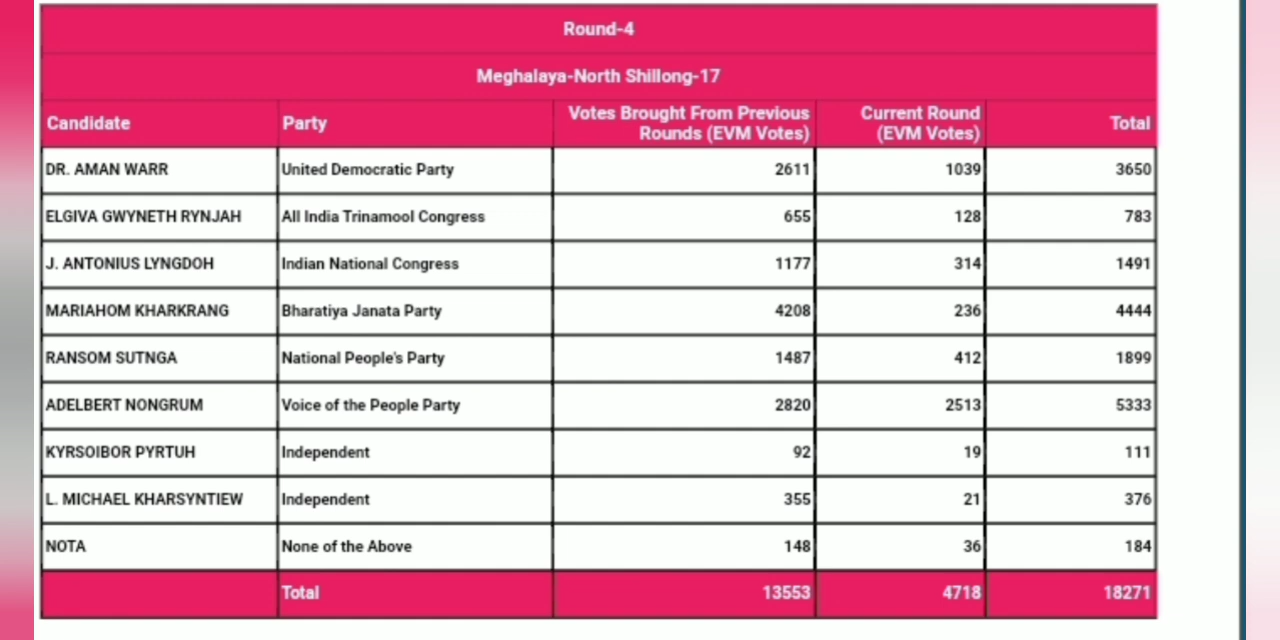 Round-4
Meghalaya-North Shillong-17
Candidate Party Votes Brought From Previous Rounds (EVM Votes) Current Round (EVM Votes) Total
DR. AMAN WARR United Democratic Party 2611 1039 3650
ELGIVA GWYNETH RYNJAH All India Trinamool Congress 655 128 783
J. ANTONIUS LYNGDOH Indian National Congress 1177 314 1491
MARIAHOM KHARKRANG Bharatiya Janata Party 4208 236 4444
RANSOM SUTNGA National People's Party 1487 412 1899
ADELBERT NONGRUM Voice of the People Party 2820 2513 5333
KYRSOIBOR PYRTUH Independent 92 19 111
L. MICHAEL KHARSYNTIEW Independent 355 21 376
NOTA None of the Above 148 36 184
Total 13553 4718 18271